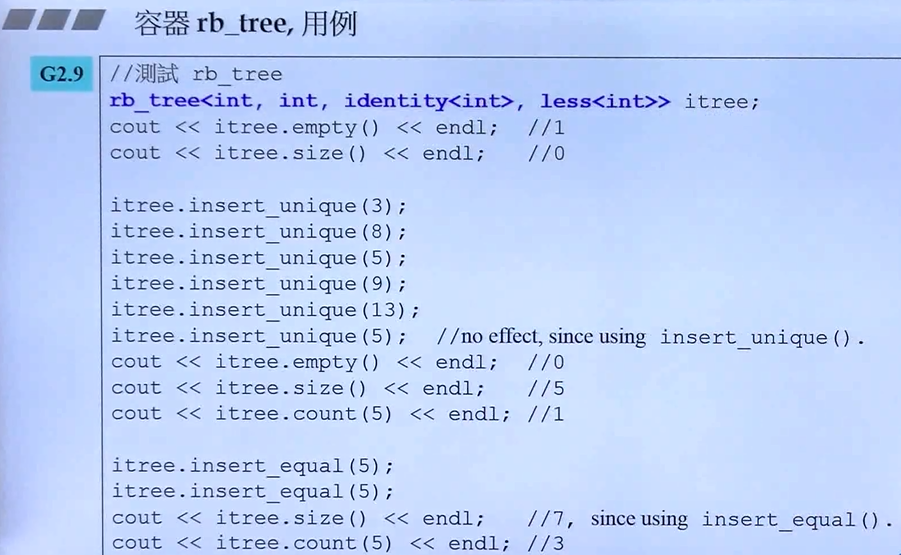 容器 rb_tree, 用例
G2.9
//測試 rb_tree
rb_tree<int, int, identity<int>, less<int>> itree;
cout << itree.empty() << endl; //1
cout << itree.size() << endl; //0
itree.insert_unique(3);
itree.insert_unique(8);
itree.insert_unique(5);
itree.insert_unique(9);
itree.insert_unique(13);
itree.insert_unique(5); //no effect, since using insert_unique().
cout << itree.empty() << endl; //0
cout << itree.size() << endl; //5
cout << itree.count(5) << endl; //1
itree.insert_equal(5);
itree.insert_equal(5);
cout << itree.size() << endl; //7, since using insert_equal().
cout << itree.count(5) << endl; //3